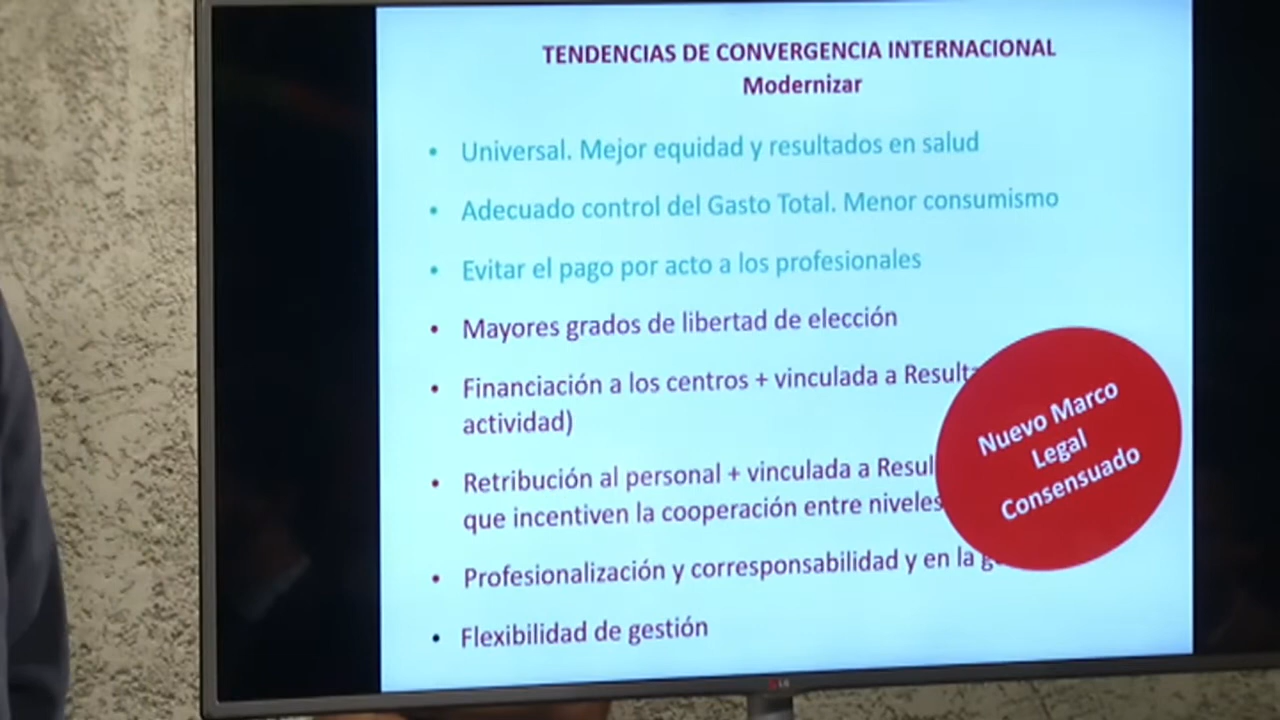 TENDENCIAS DE CONVERGENCIA INTERNACIONAL
Modernizar
• Universal. Mejor equidad y resultados en salud
• Adecuado control del Gasto Total. Menor consumismo
• Evitar el pago por acto a los profesionales
• Mayores grados de libertad de elección
• Financiación a los centros + vinculada a
actividad)
• Retribución al personal + vinculada a
que incentiven la cooperación entre niveles
• Profesionalización y corresponsabilidad y en la
• Flexibilidad de gestión
Nuevo Marco
Legal
Consensuado
LG